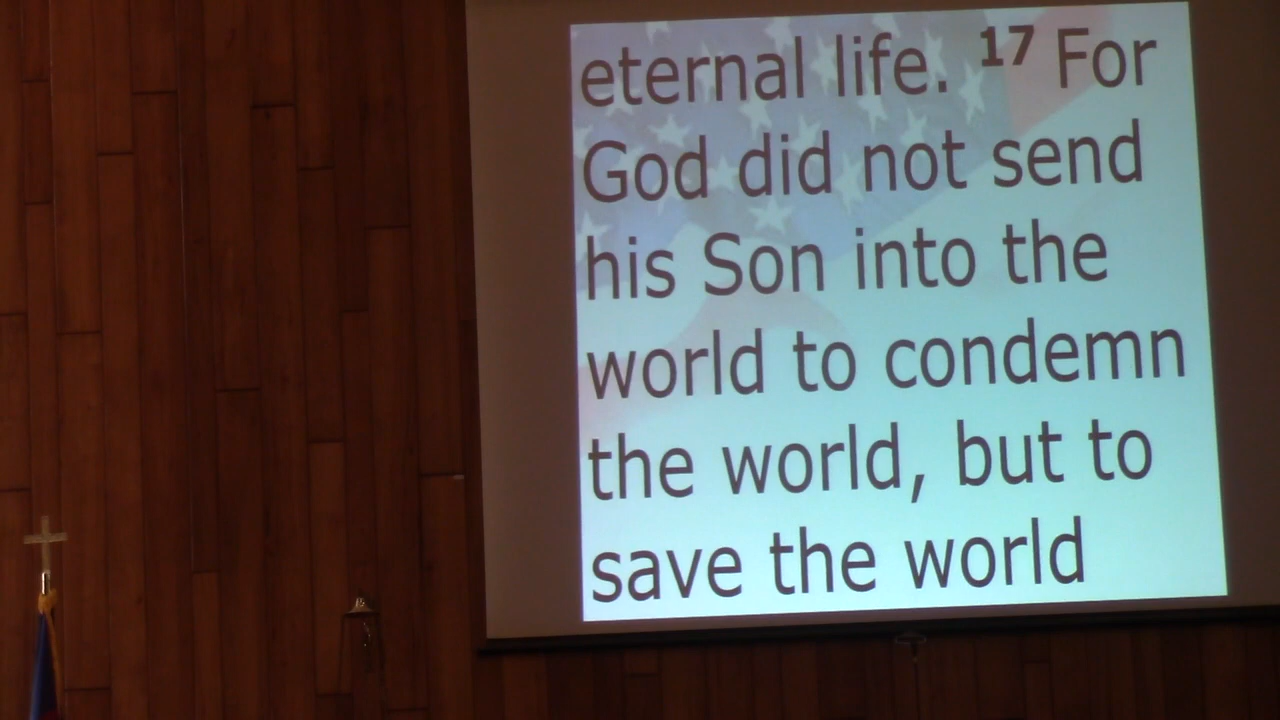 eternal life. 17 For
God did not send
his Son into the
world to condemn
the world, but to
save the world